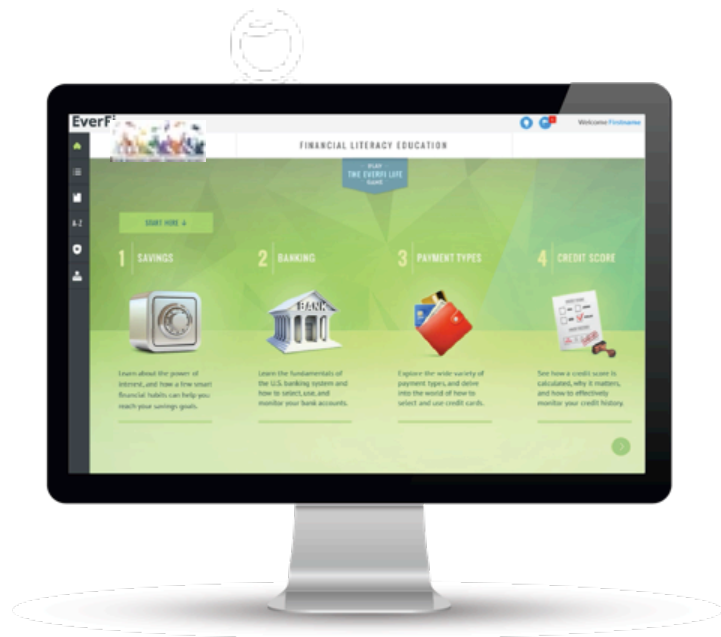 EverFi
Welcome Firstname
FINANCIAL LITERACY EDUCATION
PLAY
THE EVERFI LIFE
GAME
START HERE
A-Z
1 SAVINGS
2 BANKING
3 PAYMENT TYPES
4 CREDIT SCORE
BANK
Learn about the power of
interest, and how a few smart
financial habits can help you
reach your savings goals.
Learn the fundamentals of
the U.S. banking system and
how to select, use, and
monitor your bank accounts.
Explore the wide variety of
payment types, and delve
into the world of how to
select and use credit cards.
See how a credit score is
calculated, why it matters,
and how to effectively
monitor your credit history.